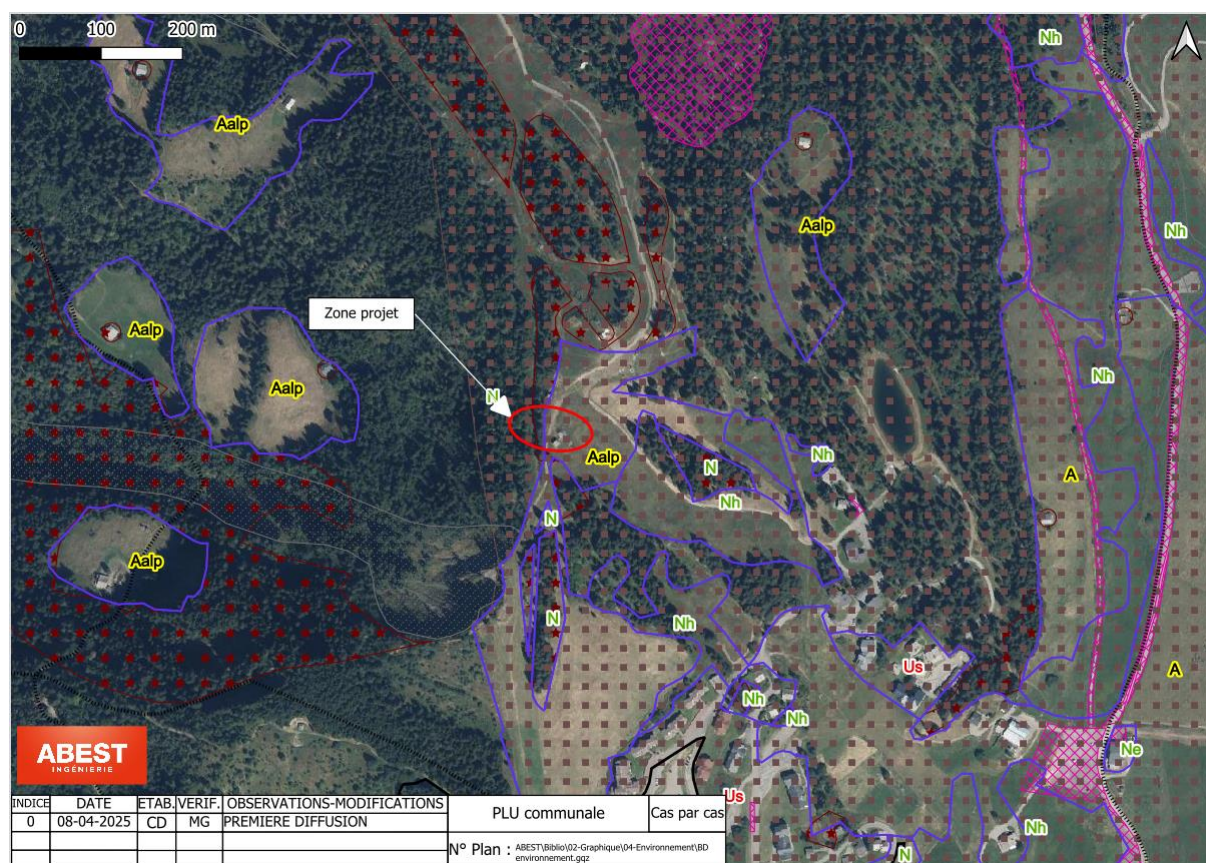 0 100 200 m
Nh
Aalp
Aalp
Nh
Zone projet
Aalp
Aalp
Nh
N
A
Aalp
N
Nh
Nh
Aalp
N
N
Nh
Us
A
Nh
Nh
Ne
Us
Nh
N
ABEST
INGÉNIERIE
INDICE DATE ETAB. VERIF. OBSERVATIONS-MODIFICATIONS
0 08-04-2025 CD MG PREMIERE DIFFUSION
PLU communale
Cas par cas
N° Plan : ABEST\Biblio\02-Graphique\04-Environnement\BD
environnement.gqz